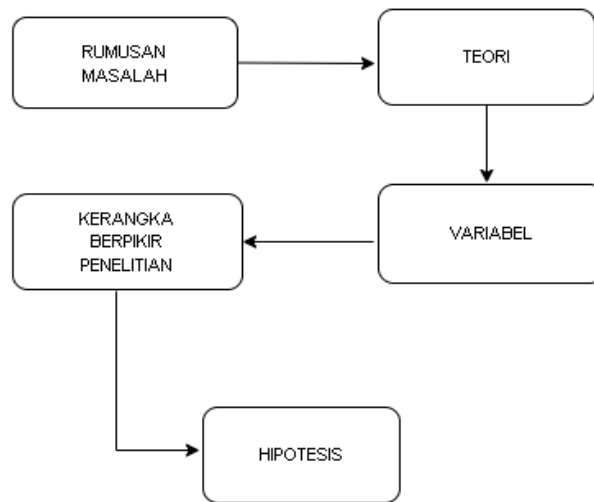 RUMUSAN
MASALAH
TEORI
VARIABEL
KERANGKA
BERPIKIR
PENELITIAN
HIPOTESIS